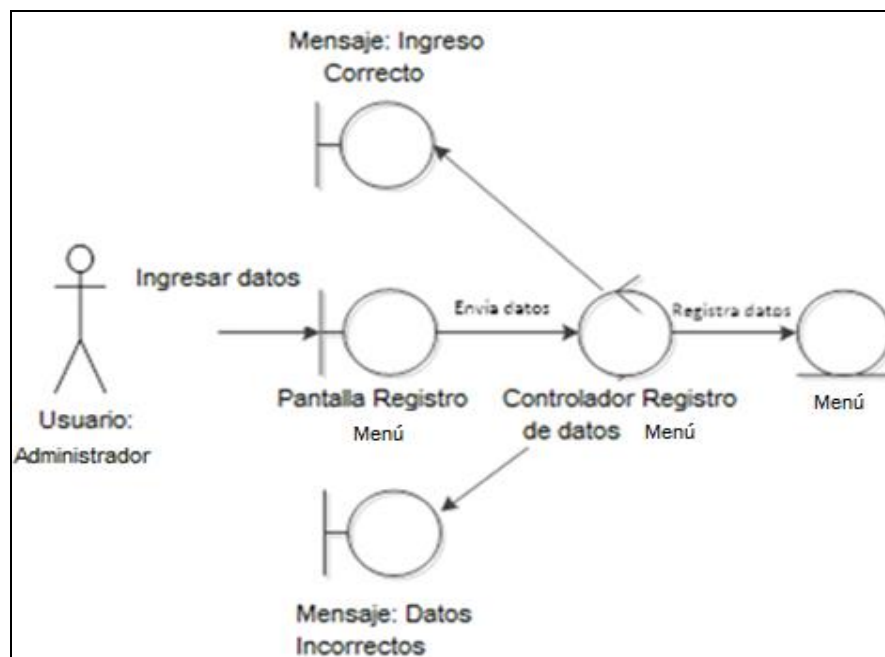 Mensaje: Ingreso
Correcto
Ingresar datos
Envia datos
Registra datos
Usuario:
Administrador
Pantalla Registro
Menú
Controlador Registro
de datos Menú
Menú
Mensaje: Datos
Incorrectos